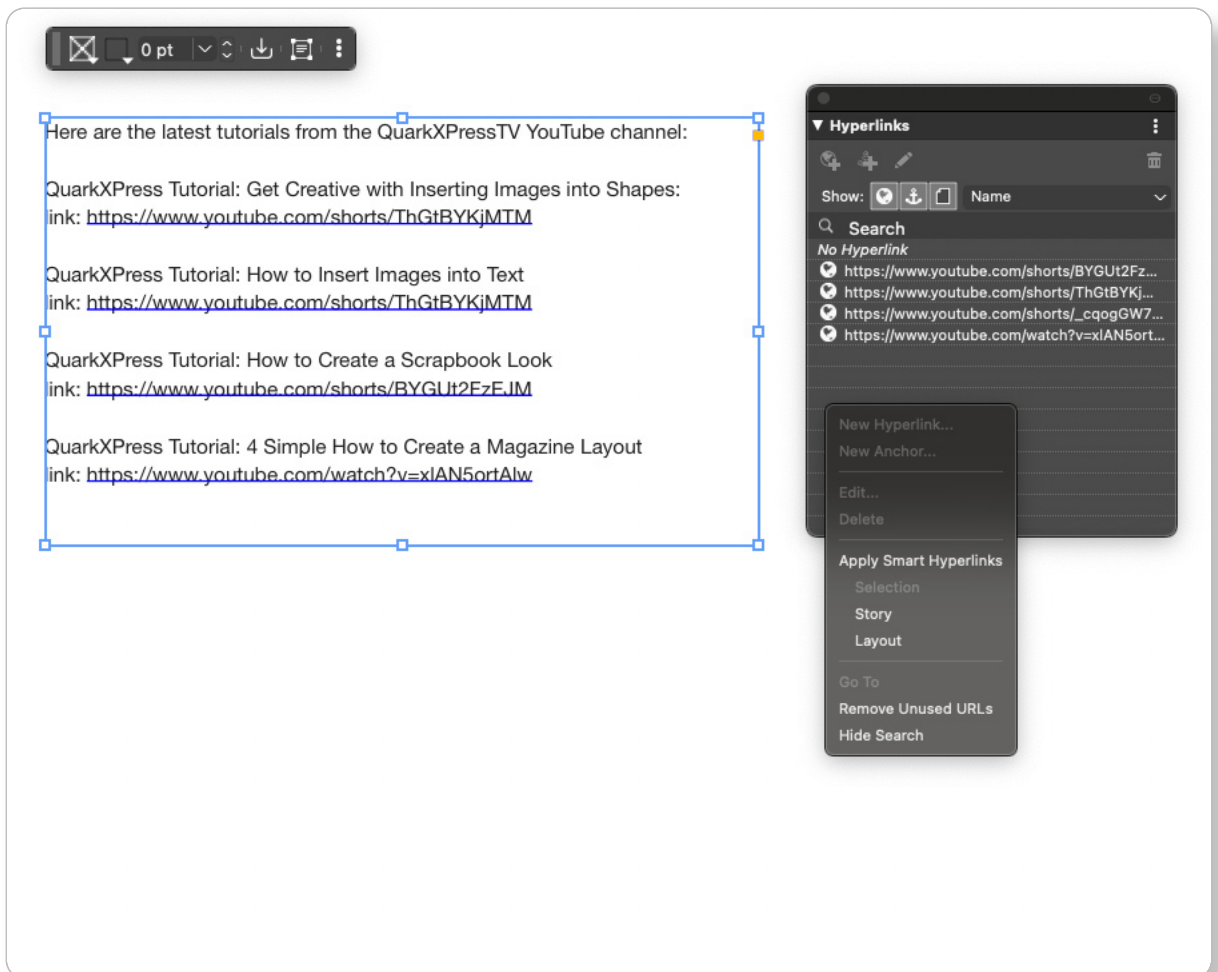 0 pt
Here are the latest tutorials from the QuarkXPressTV YouTube channel:
QuarkXPress Tutorial: Get Creative with Inserting Images into Shapes:
link: https://www.youtube.com/shorts/ThGtBYKjMTM
QuarkXPress Tutorial: How to Insert Images into Text
link: https://www.youtube.com/shorts/ThGtBYKjMTM
QuarkXPress Tutorial: How to Create a Scrapbook Look
link: https://www.youtube.com/shorts/BYGUt2FzFJM
QuarkXPress Tutorial: 4 Simple How to Create a Magazine Layout
link: https://www.youtube.com/watch?v=xlAN5ortAlw
Hyperlinks
Show: Name
Search
No Hyperlink
https://www.youtube.com/shorts/BYGUt2Fz...
https://www.youtube.com/shorts/ThGtBYKj...
https://www.youtube.com/shorts/_cqogGW7...
https://www.youtube.com/watch?v=xlAN5ort...
New Hyperlink...
New Anchor...
Edit...
Delete
Apply Smart Hyperlinks
Selection
Story
Layout
Go To
Remove Unused URLs
Hide Search